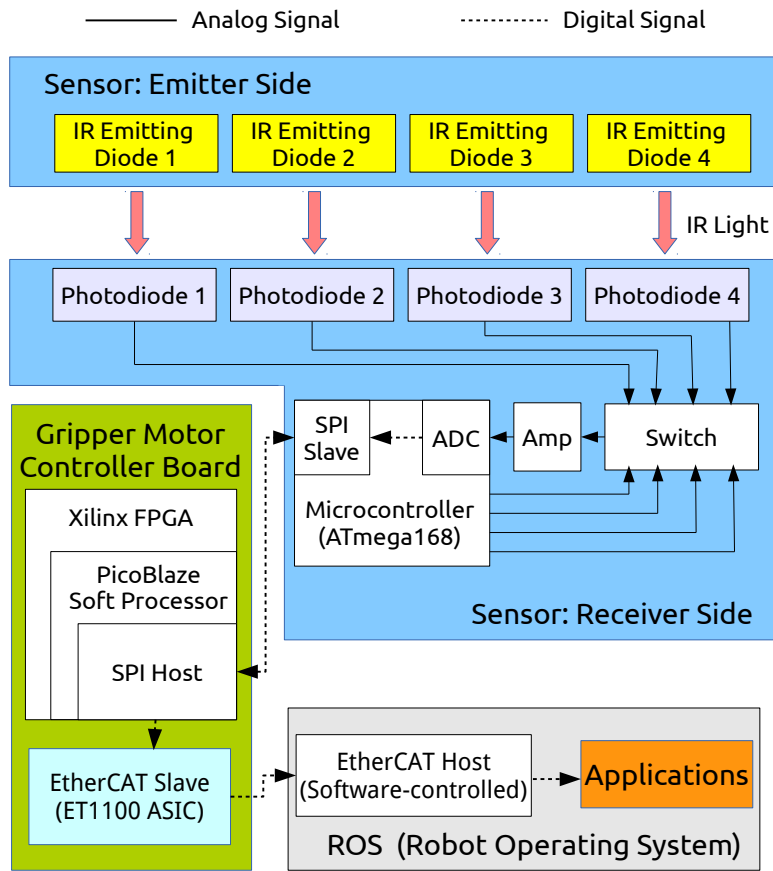 Analog Signal
Digital Signal
Sensor: Emitter Side
IR Emitting
Diode 1
IR Emitting
Diode 2
IR Emitting
Diode 3
IR Emitting
Diode 4
IR Light
Photodiode 1
Photodiode 2
Photodiode 3
Photodiode 4
SPI
Slave
ADC
Amp
Switch
Microcontroller
(ATmega168)
Sensor: Receiver Side
Gripper Motor
Controller Board
Xilinx FPGA
PicoBlaze
Soft Processor
SPI Host
EtherCAT Slave
(ET1100 ASIC)
EtherCAT Host
(Software-controlled)
Applications
ROS (Robot Operating System)